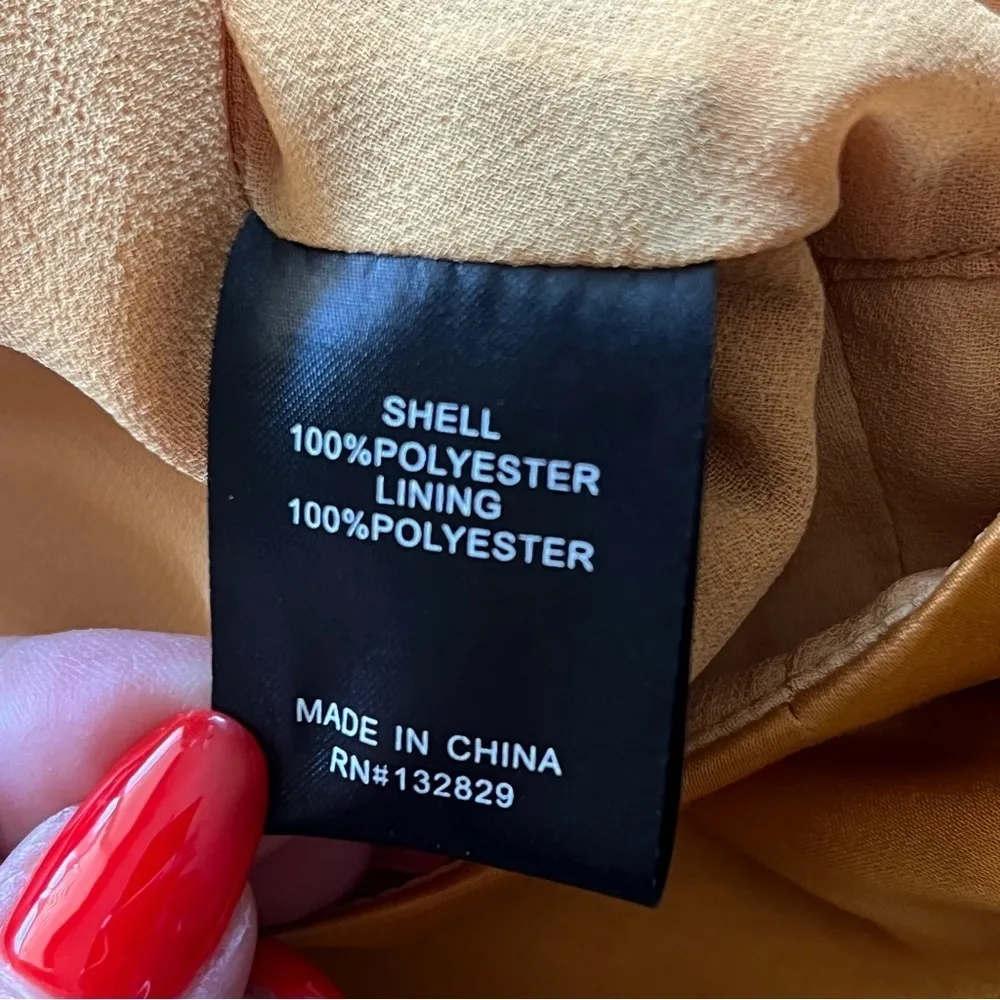 SHELL
100%POLYESTER
LINING
100%POLYESTER
MADE IN CHINA
RN#132829